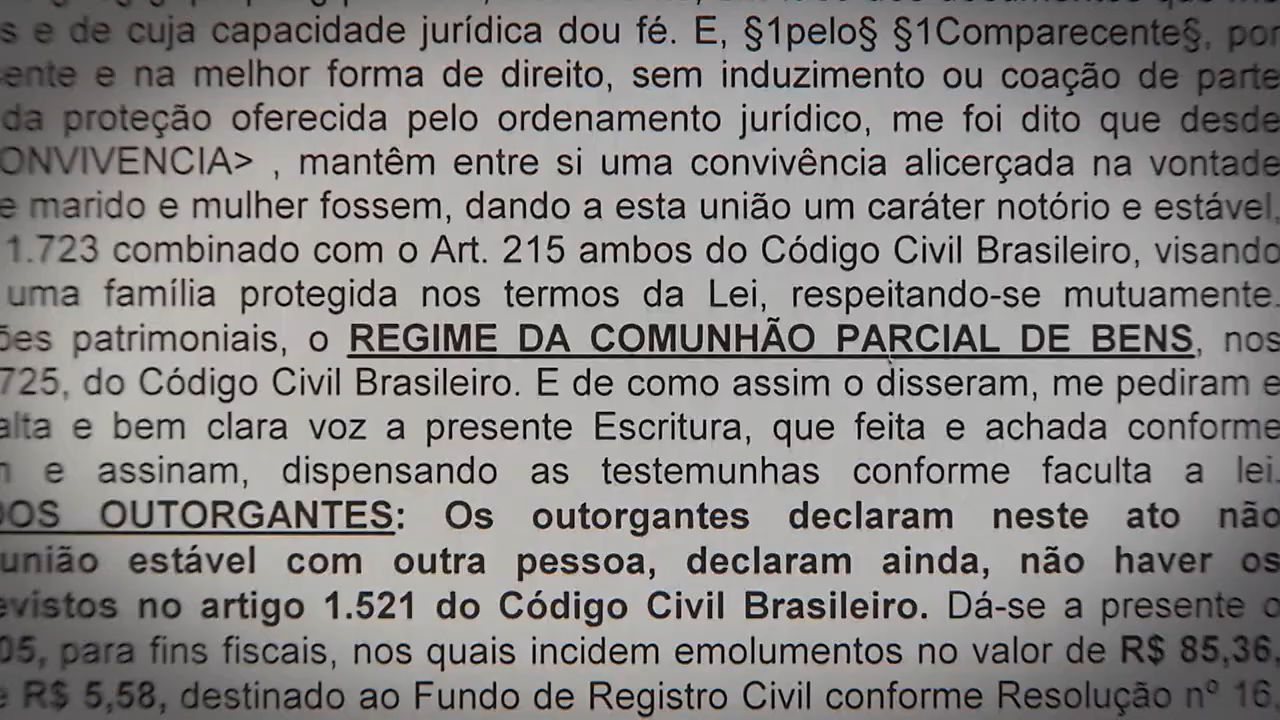 s e de cuja capacidade jurídica dou fé. E, §1pelo§ §1Comparecente§, por
ente e na melhor forma de direito, sem induzimento ou coação de parte
da proteção oferecida pelo ordenamento jurídico, me foi dito que desde
ONVIVENCIA> , mantêm entre si uma convivência alicerçada na vontade
e marido e mulher fossem, dando a esta união um caráter notório e estável,
1.723 combinado com o Art. 215 ambos do Código Civil Brasileiro, visando
uma família protegida nos termos da Lei, respeitando-se mutuamente.
ões patrimoniais, o REGIME DA COMUNHÃO PARCIAL DE BENS, nos
725, do Código Civil Brasileiro. E de como assim o disseram, me pediram e
alta e bem clara voz a presente Escritura, que feita e achada conforme
e assinam, dispensando as testemunhas conforme faculta a lei.
DOS OUTORGANTES: Os outorgantes declaram neste ato não
união estável com outra pessoa, declaram ainda, não haver os
evistos no artigo 1.521 do Código Civil Brasileiro. Dá-se a presente o
05, para fins fiscais, nos quais incidem emolumentos no valor de R$ 85,36,
e R$ 5,58, destinado ao Fundo de Registro Civil conforme Resolução nº 16,